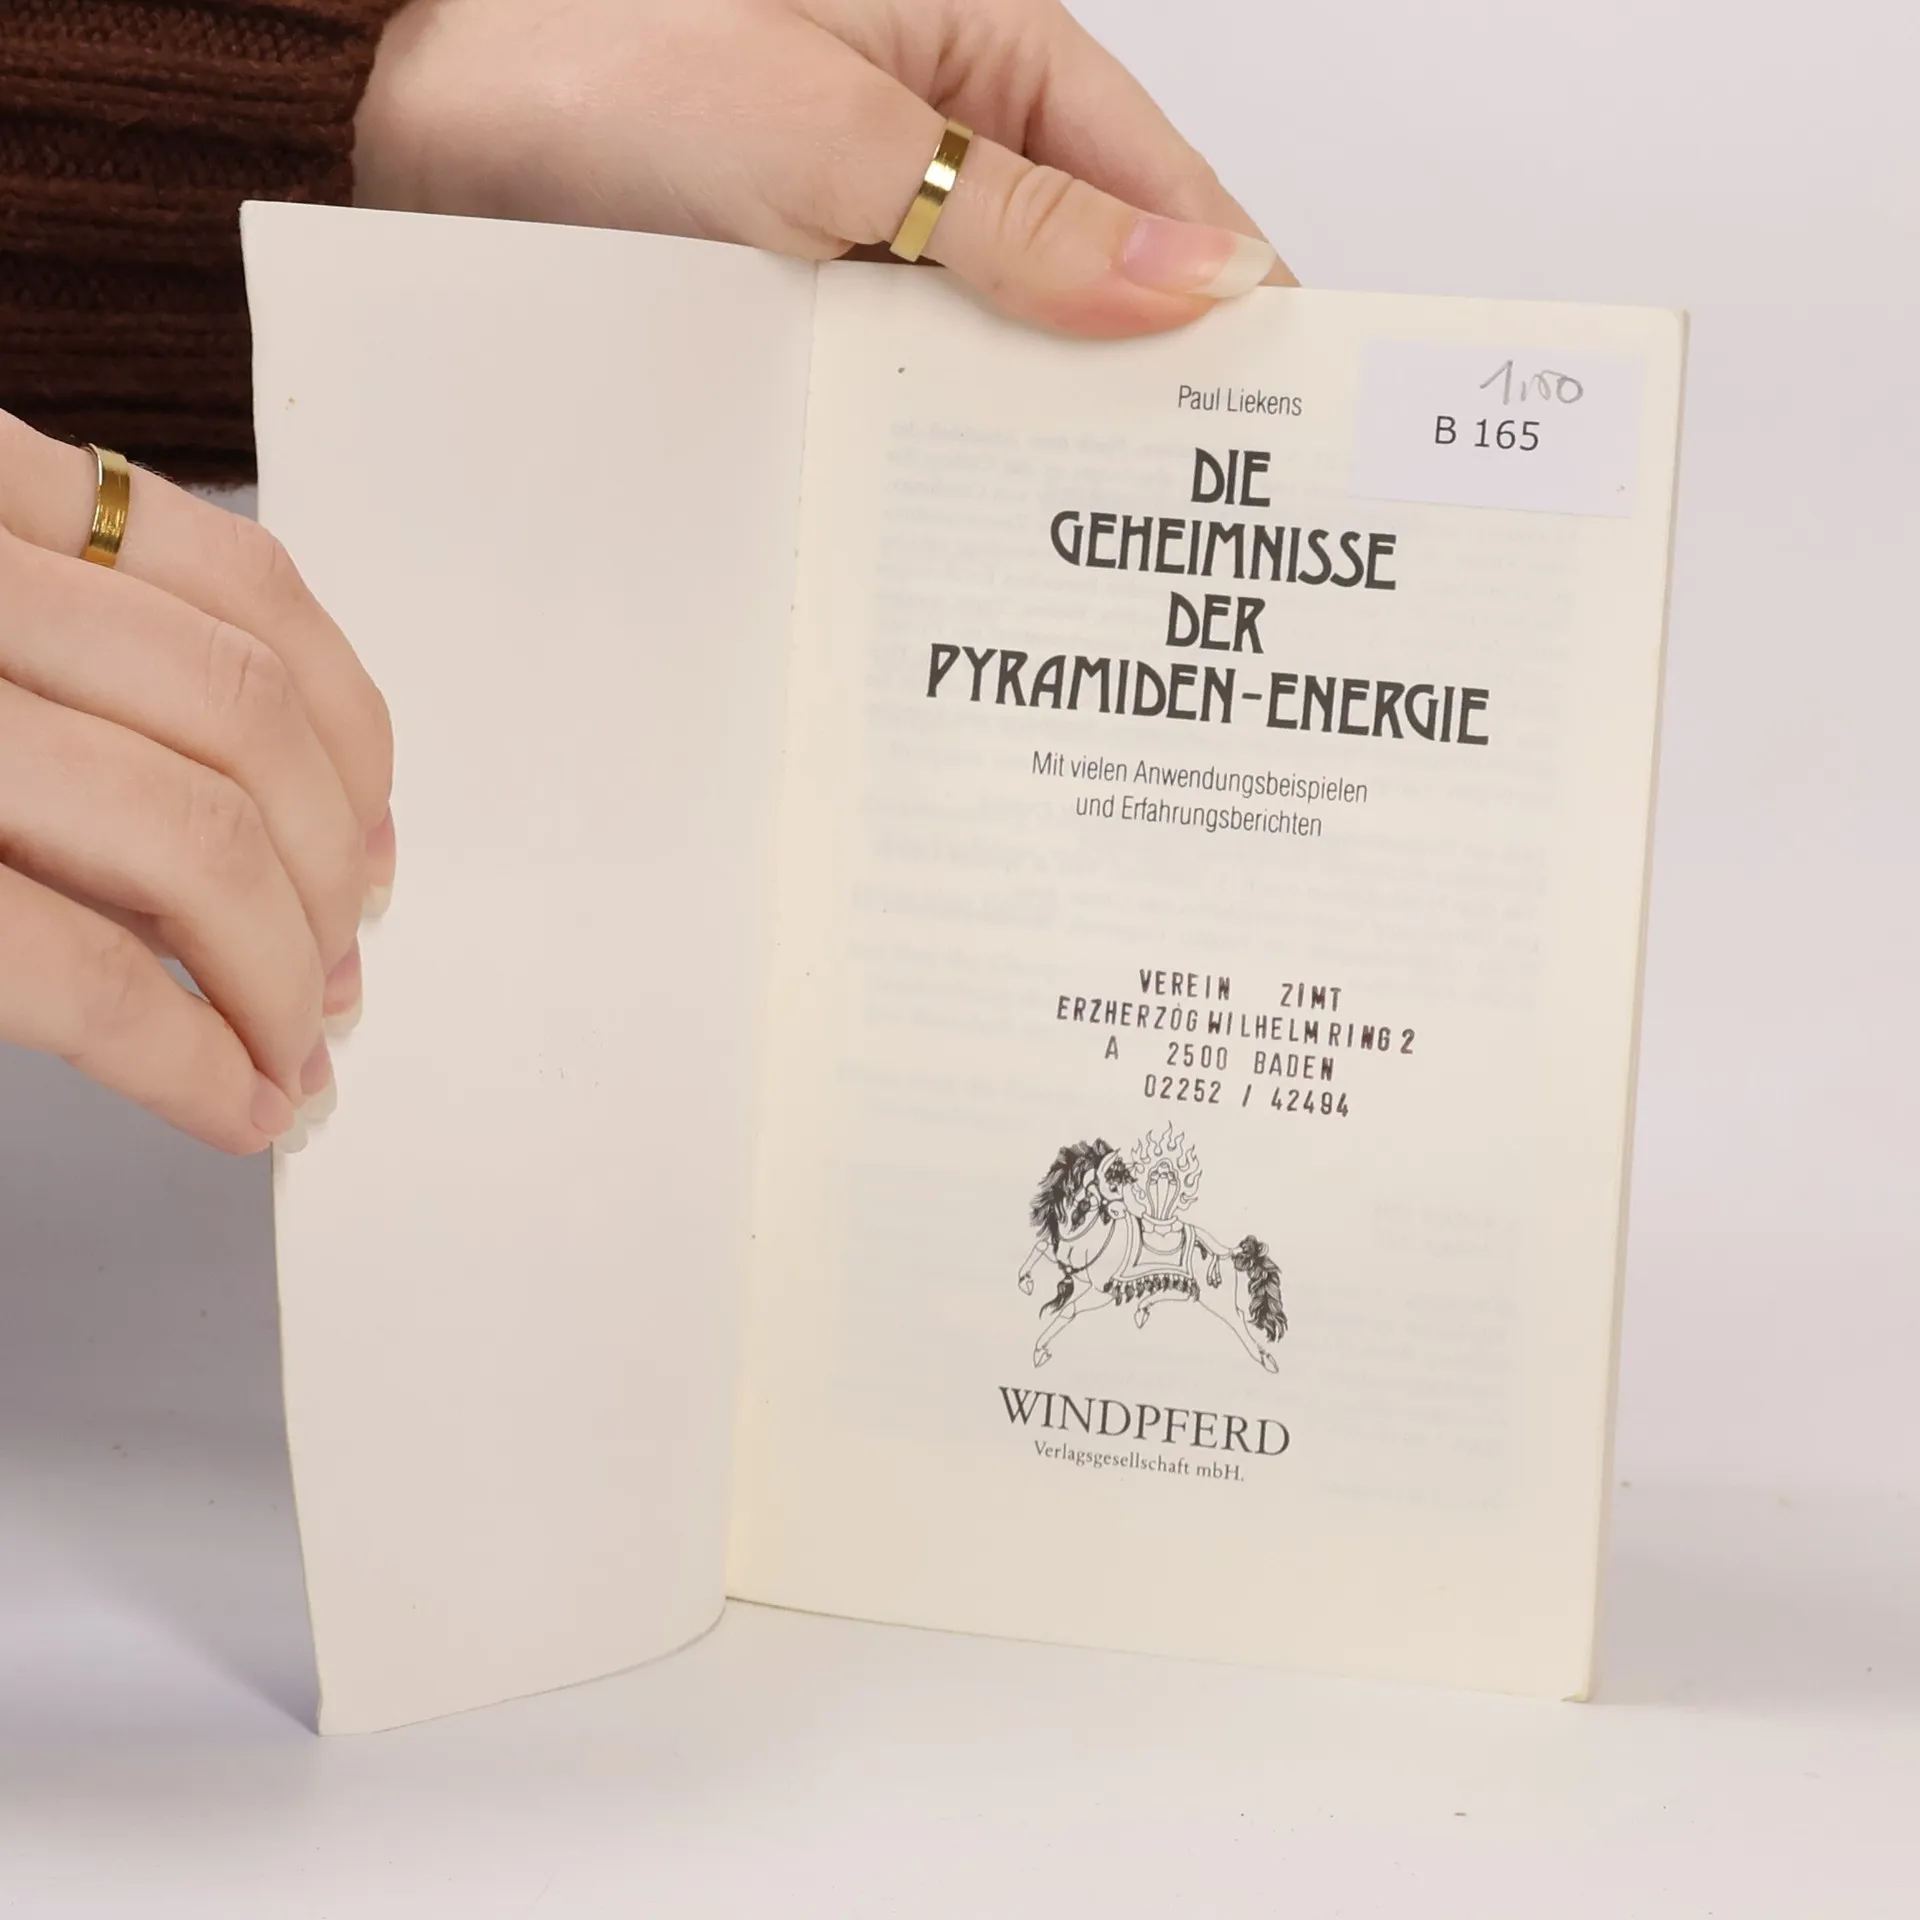 1,00
B 165
Paul Liekens
DIE
GEHEIMNISSE
DER
PYRAMIDEN-ENERGIE
Mit vielen Anwendungsbeispielen
und Erfahrungsberichten
VEREIN ZIMT
ERZHERZOG WILHELM RING 2
A 2500 BADEN
02252 / 42494
WINDPFERD
Verlagsgesellschaft mbH.